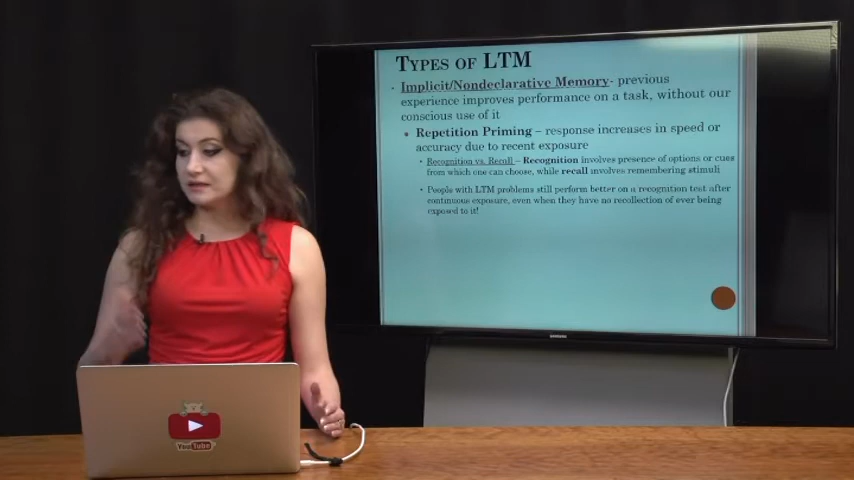 TYPES OF LTM
Implicit/Nondeclarative Memory- previous
experience improves performance on a task, without our
conscious use of it
Repetition Priming – response increases in speed or
accuracy due to recent exposure
Recognition vs. Recall – Recognition involves presence of options or cues
from which one can choose, while recall involves remembering stimuli
People with LTM problems still perform better on a recognition test after
continuous exposure, even when they have no recollection of ever being
exposed to it!
SAMSUNG
YouTube